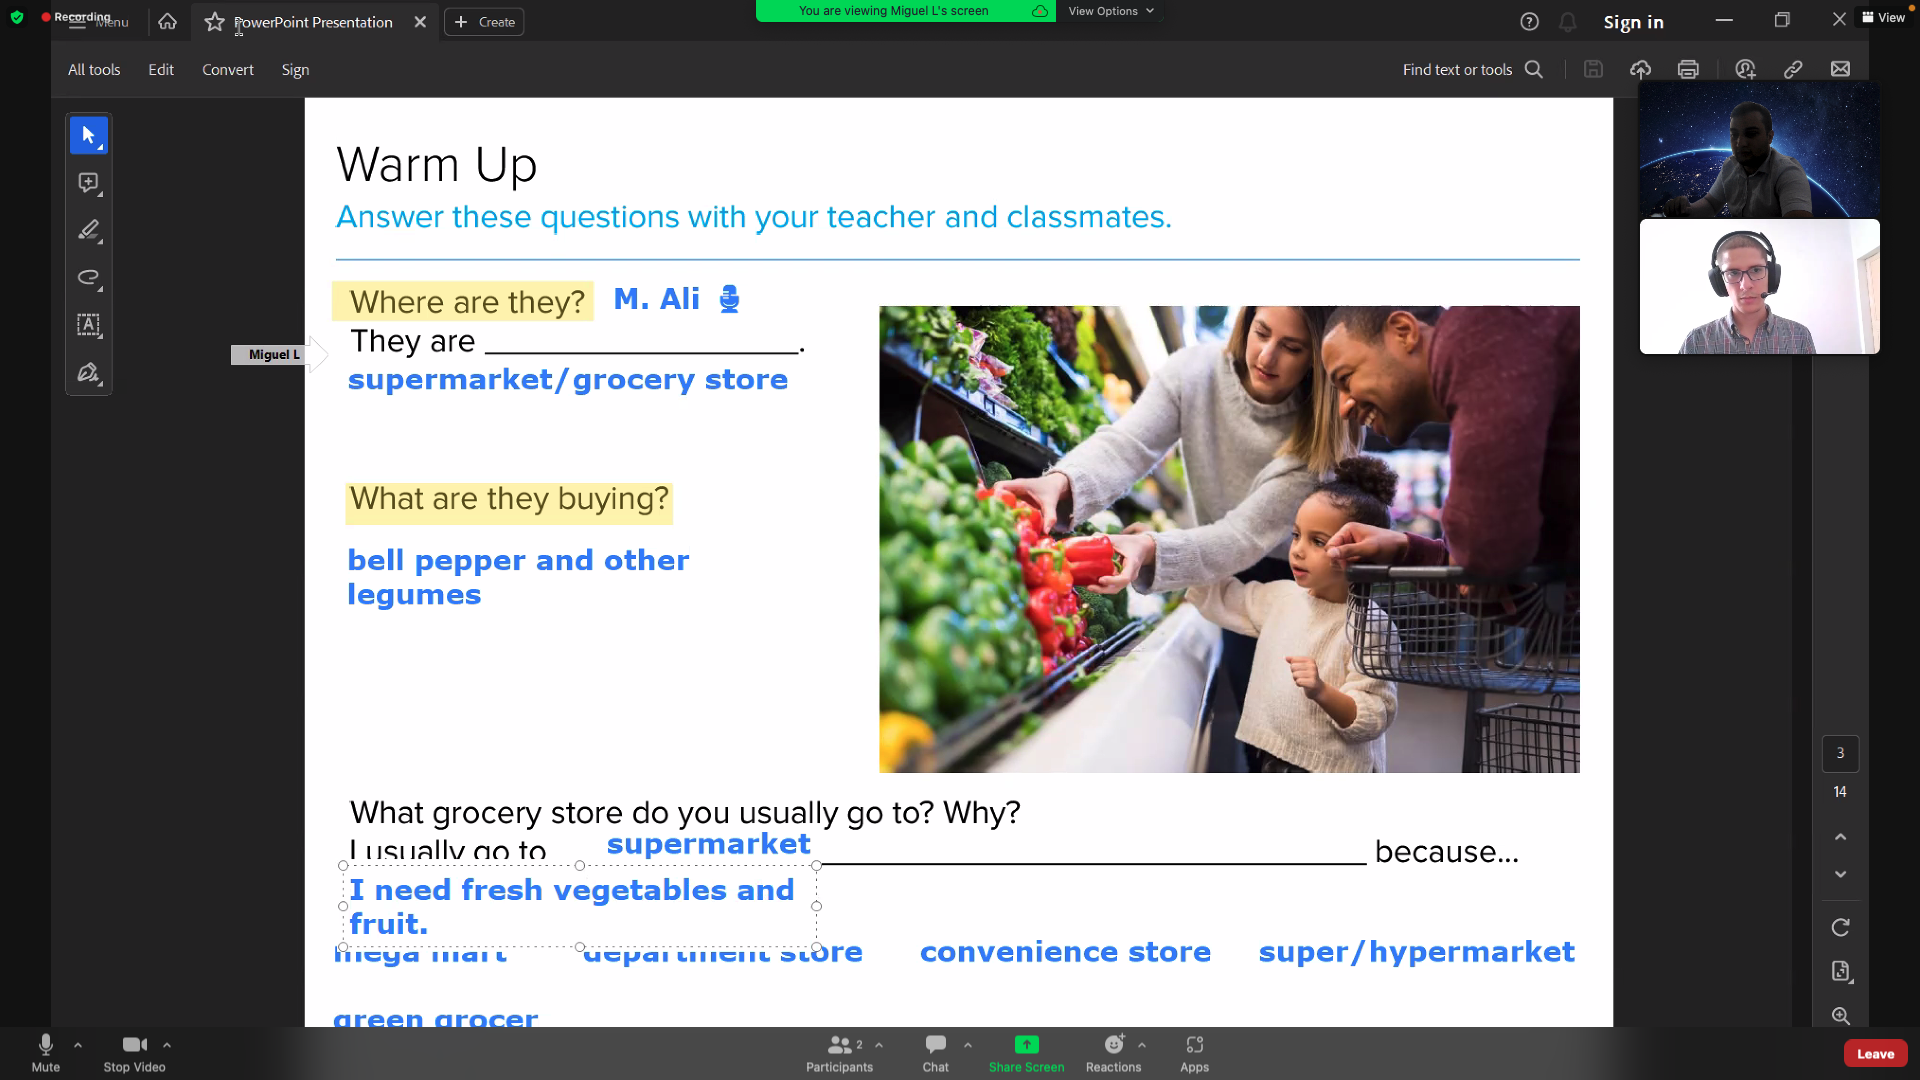 Recording
Menu
PowerPoint Presentation
Create
You are viewing Miguel L's screen
View Options
Sign in
View
All tools
Edit
Convert
Sign
Find text or tools
Warm Up
Answer these questions with your teacher and classmates.
Where are they?
M. Ali
They are ____________________.
Miguel L
supermarket/grocery store
What are they buying?
bell pepper and other
legumes
What grocery store do you usually go to? Why?
I usually go to supermarket ____________________ because...
I need fresh vegetables and
fruit.
mega mart
department store
convenience store
super/hypermarket
green grocer
3
14
Mute
Stop Video
Participants
2
Chat
Share Screen
Reactions
Apps
Leave